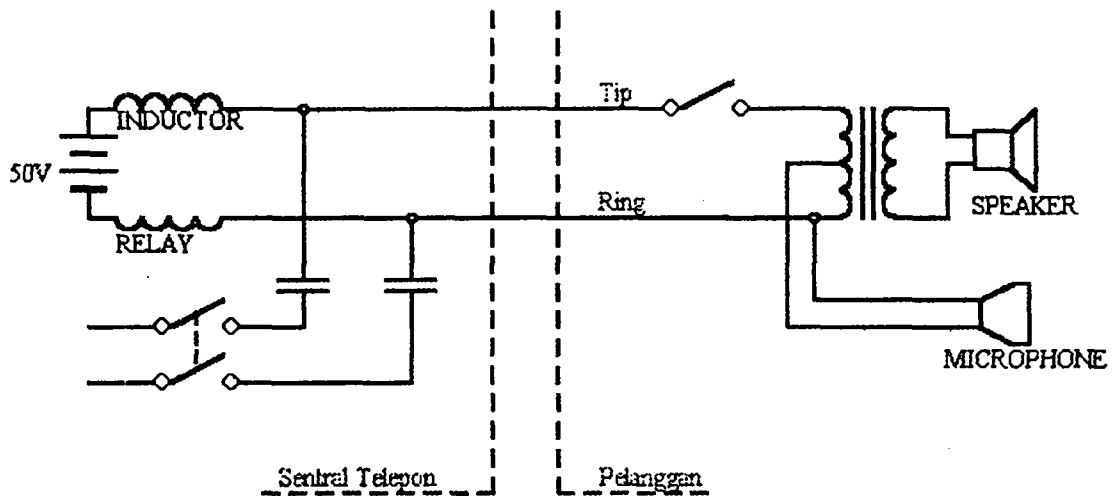 Tip
INDUCTOR
50V
Ring
SPEAKER
RELAY
MICROPHONE
Sentral Telepon
Pelanggan